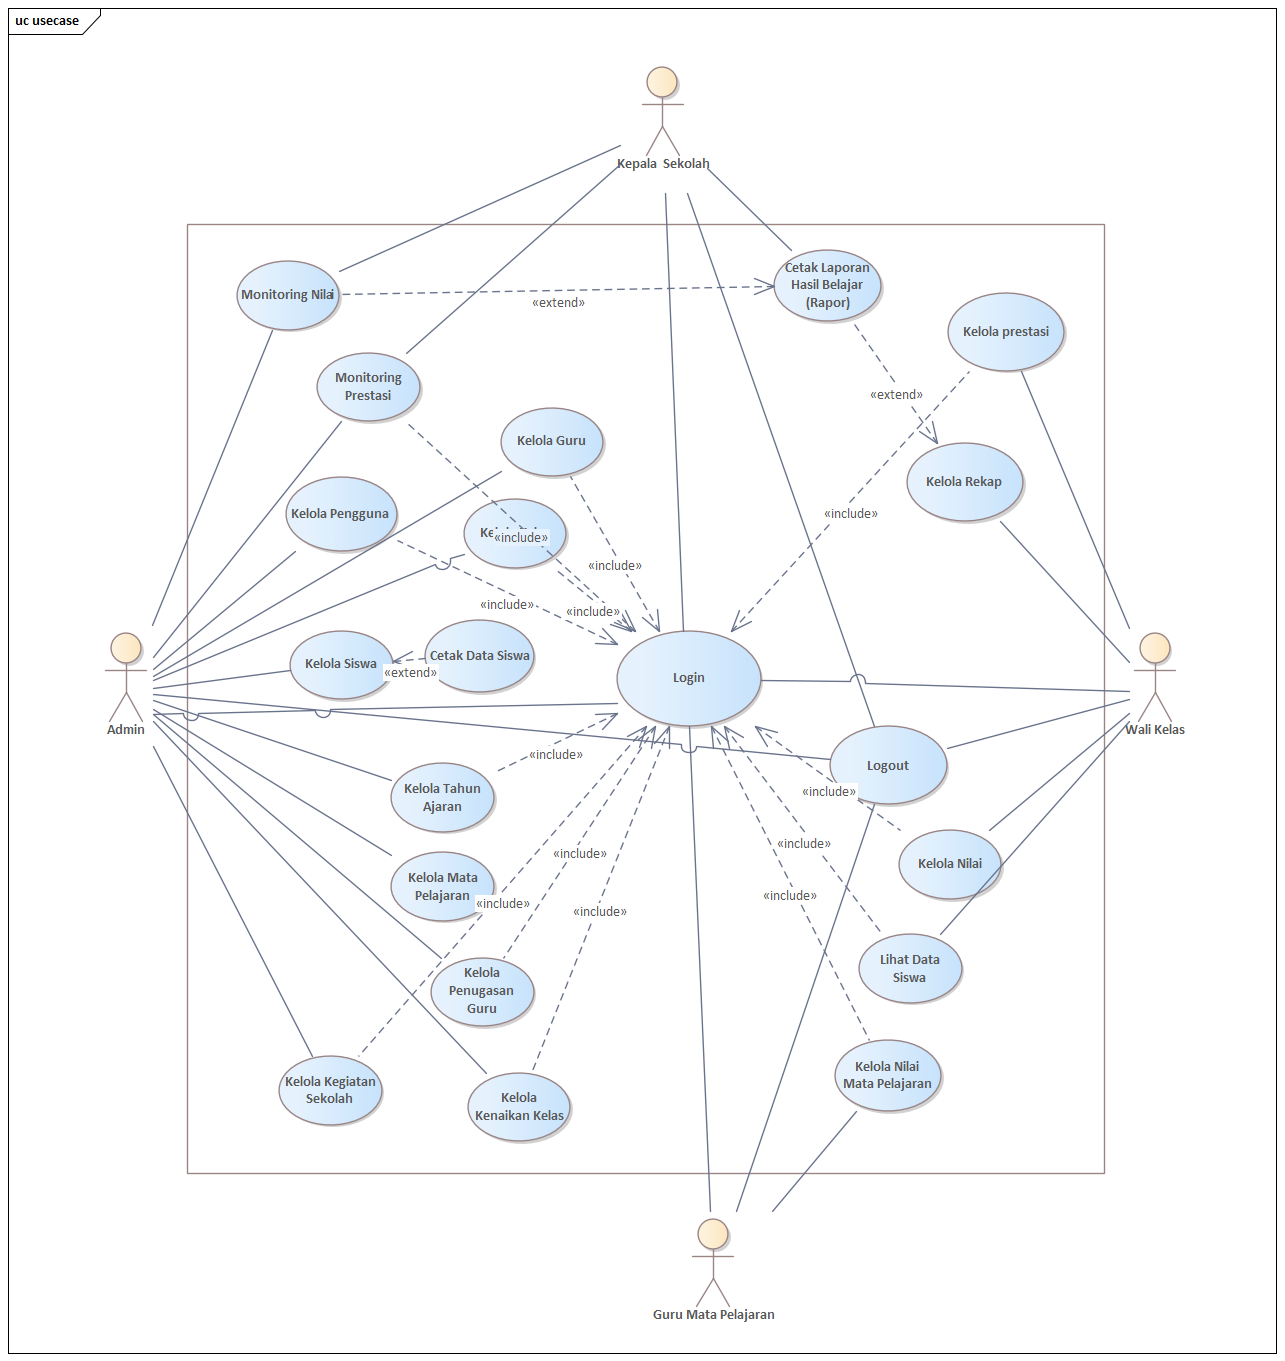 uc usecase
Kepala Sekolah
Cetak Laporan
Hasil Belajar
(Rapor)
Monitoring Nilai
«extend»
Kelola prestasi
Monitoring
Prestasi
«extend»
Kelola Guru
Kelola Rekap
Kelola Pengguna
«include»
«include»
«include»
«include»
«include»
Kelola Siswa
Cetak Data Siswa
«extend»
Login
Admin
Wali Kelas
«include»
Logout
Kelola Tahun
Ajaran
«include»
«include»
«include»
Kelola Nilai
Kelola Mata
Pelajaran
«include»
«include»
«include»
Lihat Data
Siswa
Kelola
Penugasan
Guru
Kelola Nilai
Mata Pelajaran
Kelola Kegiatan
Sekolah
Kelola
Kenaikan Kelas
Guru Mata Pelajaran